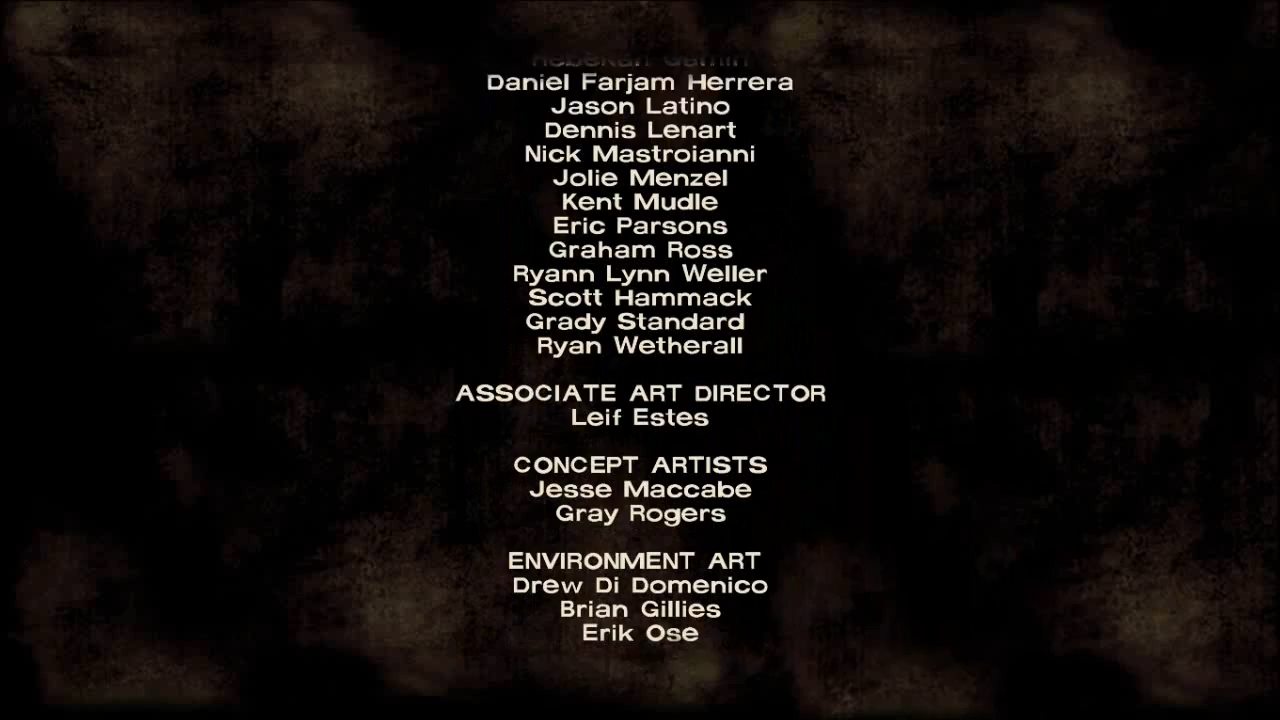 Daniel Farjam Herrera
Jason Latino
Dennis Lenart
Nick Mastroianni
Jolie Menzel
Kent Mudle
Eric Parsons
Graham Ross
Ryann Lynn Weller
Scott Hammack
Grady Standard
Ryan Wetherall
ASSOCIATE ART DIRECTOR
Leif Estes
CONCEPT ARTISTS
Jesse Maccabe
Gray Rogers
ENVIRONMENT ART
Drew Di Domenico
Brian Gillies
Erik Ose